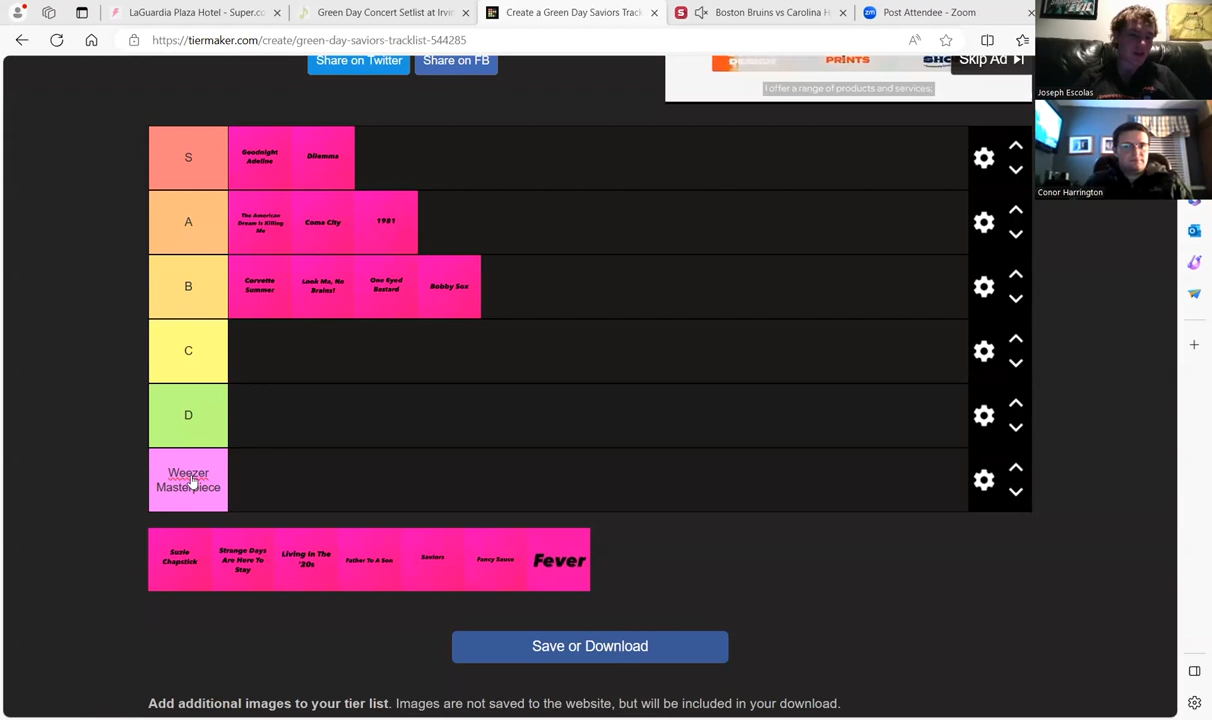 LaGuardia Plaza Hotel - Super.co
Green Day Concert Setlist at Irvin
Create a Green Day Saviors Track
Boston Bruins vs Carolina H
Post Attendee - Zoom
https://tiermaker.com/create/green-day-saviors-tracklist-544285
Share on Twitter
Share on FB
PRINTS
Skip Ad
I offer a range of products and services;
Joseph Escolas
Conor Harrington
S
Goodnight
Adeline
Dilemma
A
The American
Dream Is Killing
Me
Coma City
1981
B
Corvette
Summer
Look Ma, No
Brains!
One Eyed
Bastard
Bobby Sox
C
D
Weezer
Masterpiece
Suzie
Chapstick
Strange Days
Are Here To
Stay
Living In The
'20s
Father To A Son
Saviors
Fancy Sauce
Fever
Save or Download
Add additional images to your tier list. Images are not saved to the website, but will be included in your download.